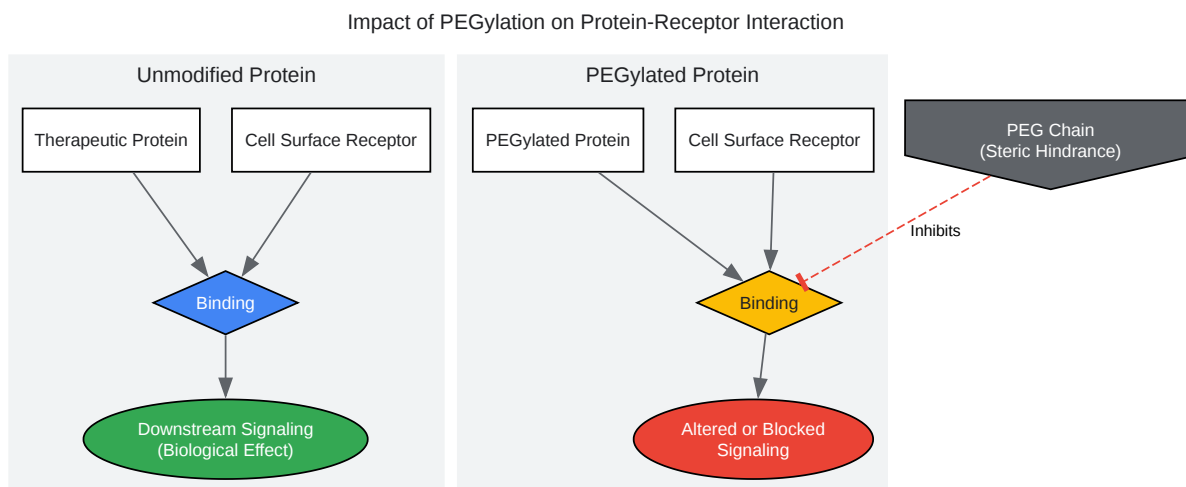 Impact of PEGylation on Protein-Receptor Interaction
Unmodified Protein
Therapeutic Protein
Cell Surface Receptor
Binding
Downstream Signaling
(Biological Effect)
PEGylated Protein
PEGylated Protein
Cell Surface Receptor
Binding
Altered or Blocked
Signaling
PEG Chain
(Steric Hindrance)
Inhibits